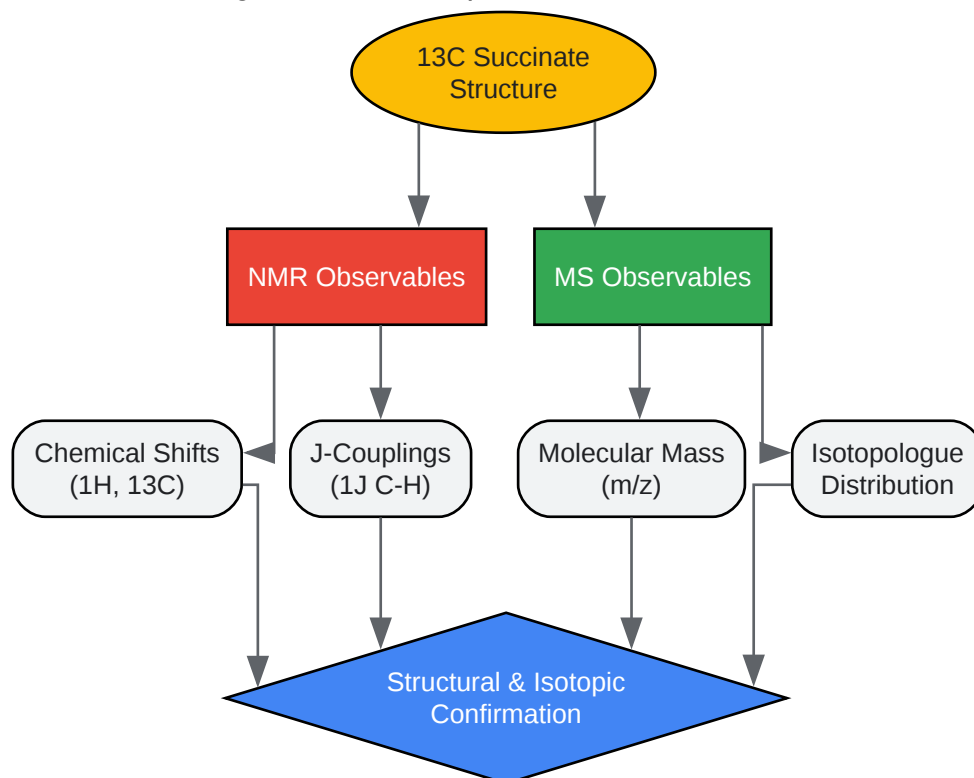 13C Succinate
Structure
NMR Observables
MS Observables
Chemical Shifts
(1H, 13C)
J-Couplings
(1J C-H)
Molecular Mass
(m/z)
Isotopologue
Distribution
Structural & Isotopic
Confirmation